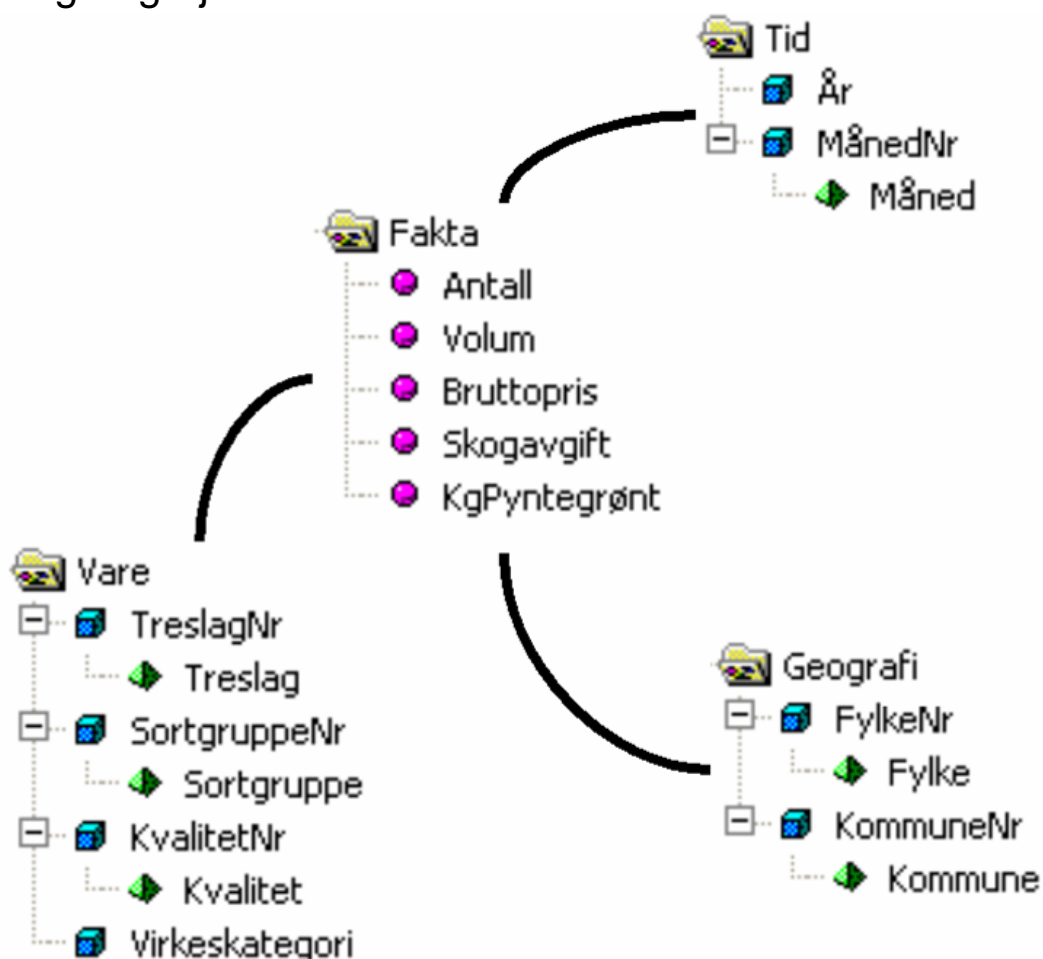 Tid
År
MånedNr
Måned
Fakta
Antall
Volum
Bruttopris
Skogavgift
KgPyntegrønt
Vare
TreslagNr
Treslag
SortgruppeNr
Sortgruppe
KvalitetNr
Kvalitet
Virkeskategori
Geografi
FylkeNr
Fylke
KommuneNr
Kommune